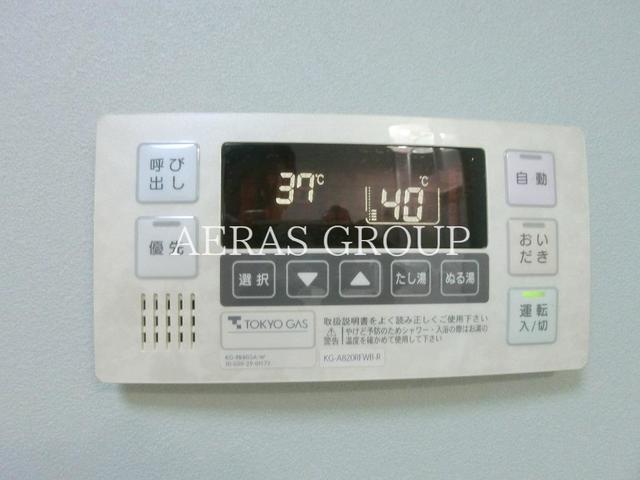 呼び
出し
37℃
40
℃
自動
優先
おい
だき
AERAS GROUP
選択
▼
▲
たし湯
ぬる湯
運転
入/切
TOKYO GAS
取扱説明書をよく読み正しくご使用下さい
警告
やけど予防のためシャワー・入浴の際はお湯の
温度を確かめて使用して下さい
KG-A820RFWB-R